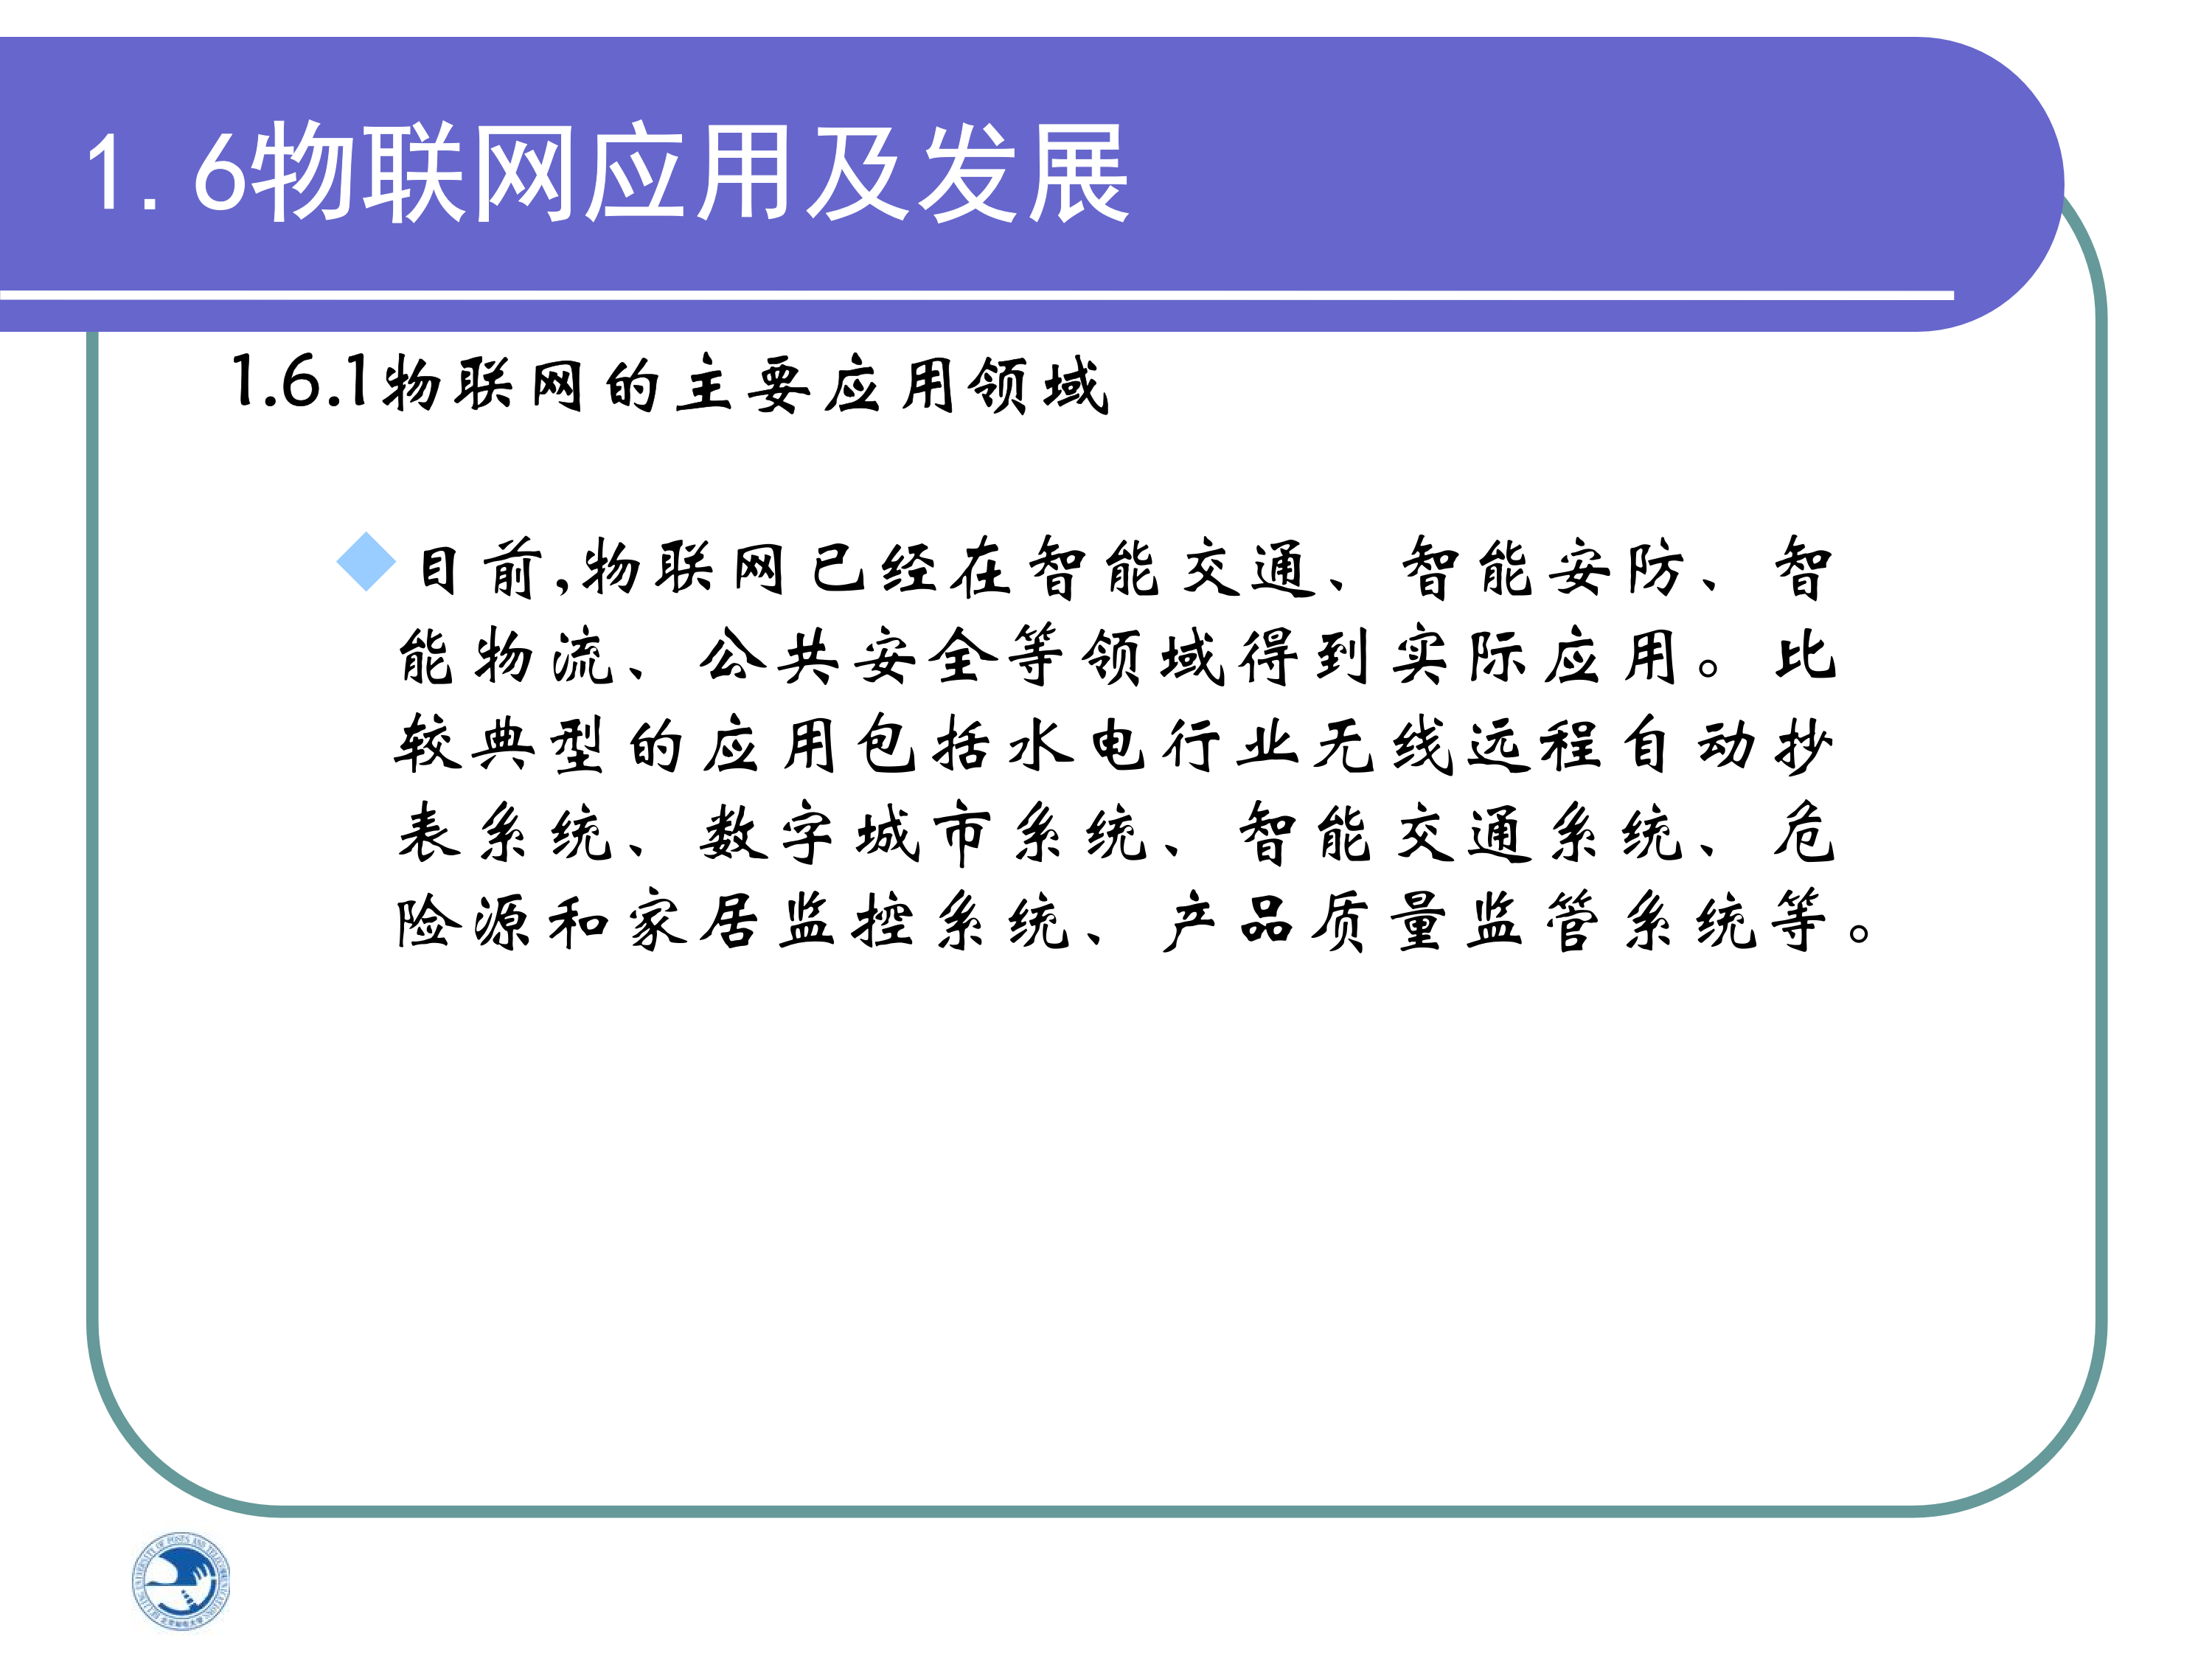 1.6物联网应用及发展
1.6.1物联网的主要应用领域
目前,物联网已经在智能交通、智能安防、智
能物流、公共安全等领域得到实际应用。比
较典型的应用包括水电行业无线远程自动抄
表系统、数字城市系统、智能交通系统、危
险源和家居监控系统、产品质量监管系统等。
UNIVERSITY OF POSTS AND TELECOMMUNICATIONS